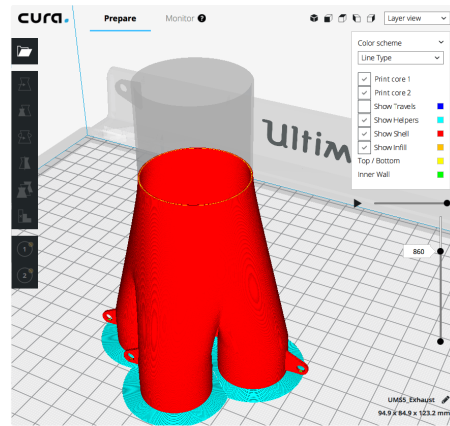 cura.
Prepare
Monitor
Layer view
Color scheme
Line Type
Print core 1
Print core 2
Show Travels
Show Helpers
Show Shell
Show Infill
Top / Bottom
Inner Wall
Ultim
860
1
2
UMS5_Exhaust
94.9 x 84.9 x 123.2 mm